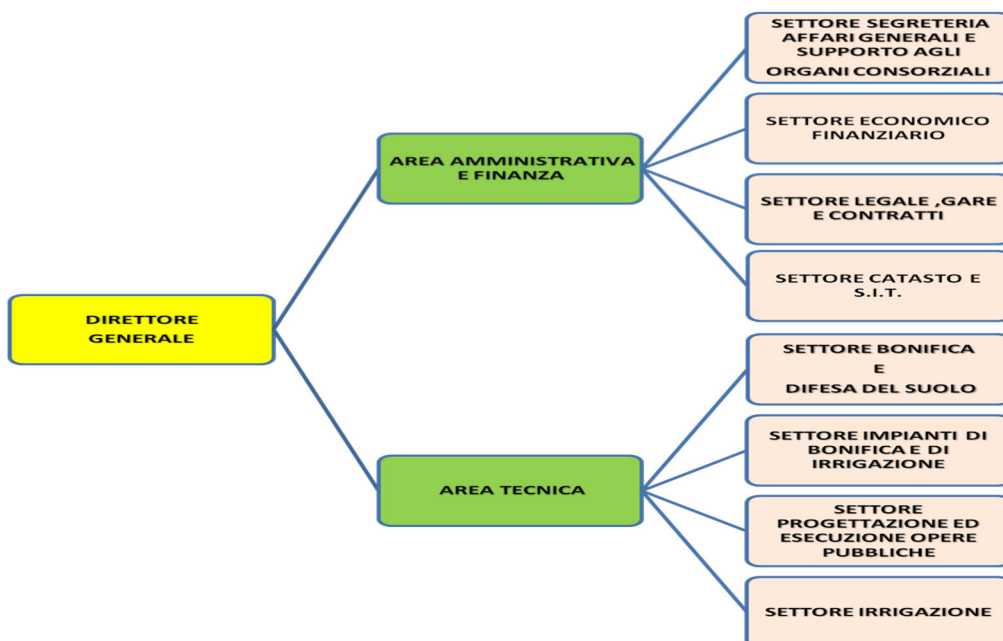 SETTORE SEGRETERIA
AFFARI GENERALI E
SUPPORTO AGLI
ORGANI CONSORZIALI
SETTORE ECONOMICO
FINANZIARIO
AREA AMMINISTRATIVA
E FINANZA
SETTORE LEGALE ,GARE
E CONTRATTI
SETTORE CATASTO E
S.I.T.
DIRETTORE
GENERALE
SETTORE BONIFICA
E
DIFESA DEL SUOLO
SETTORE IMPIANTI DI
BONIFICA E DI
IRRIGAZIONE
AREA TECNICA
SETTORE
PROGETTAZIONE ED
ESECUZIONE OPERE
PUBBLICHE
SETTORE IRRIGAZIONE